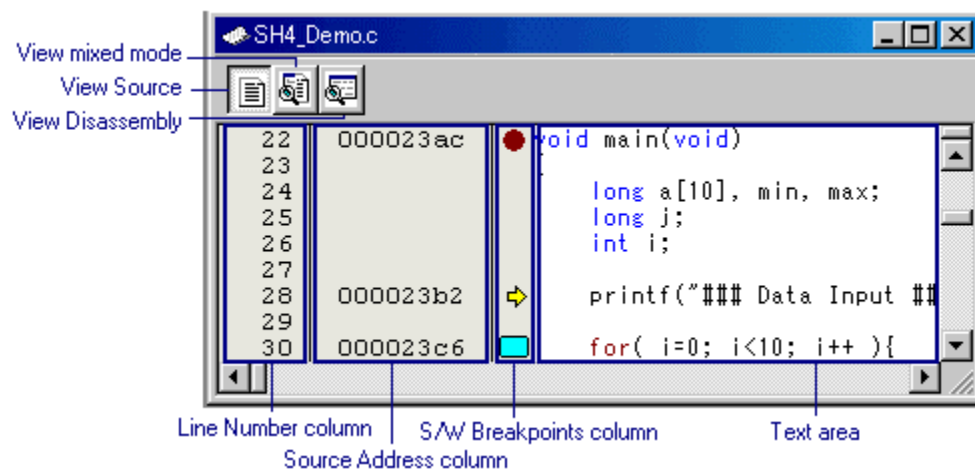 SH4_Demo.c
View mixed mode
View Source
View Disassembly
22 000023ac void main(void)
23 {
24 long a[10], min, max;
25 long j;
26 int i;
27
28 000023b2 printf("### Data Input ##
29
30 000023c6 for( i=0; i<10; i++ ){
Line Number column
S/W Breakpoints column
Text area
Source Address column